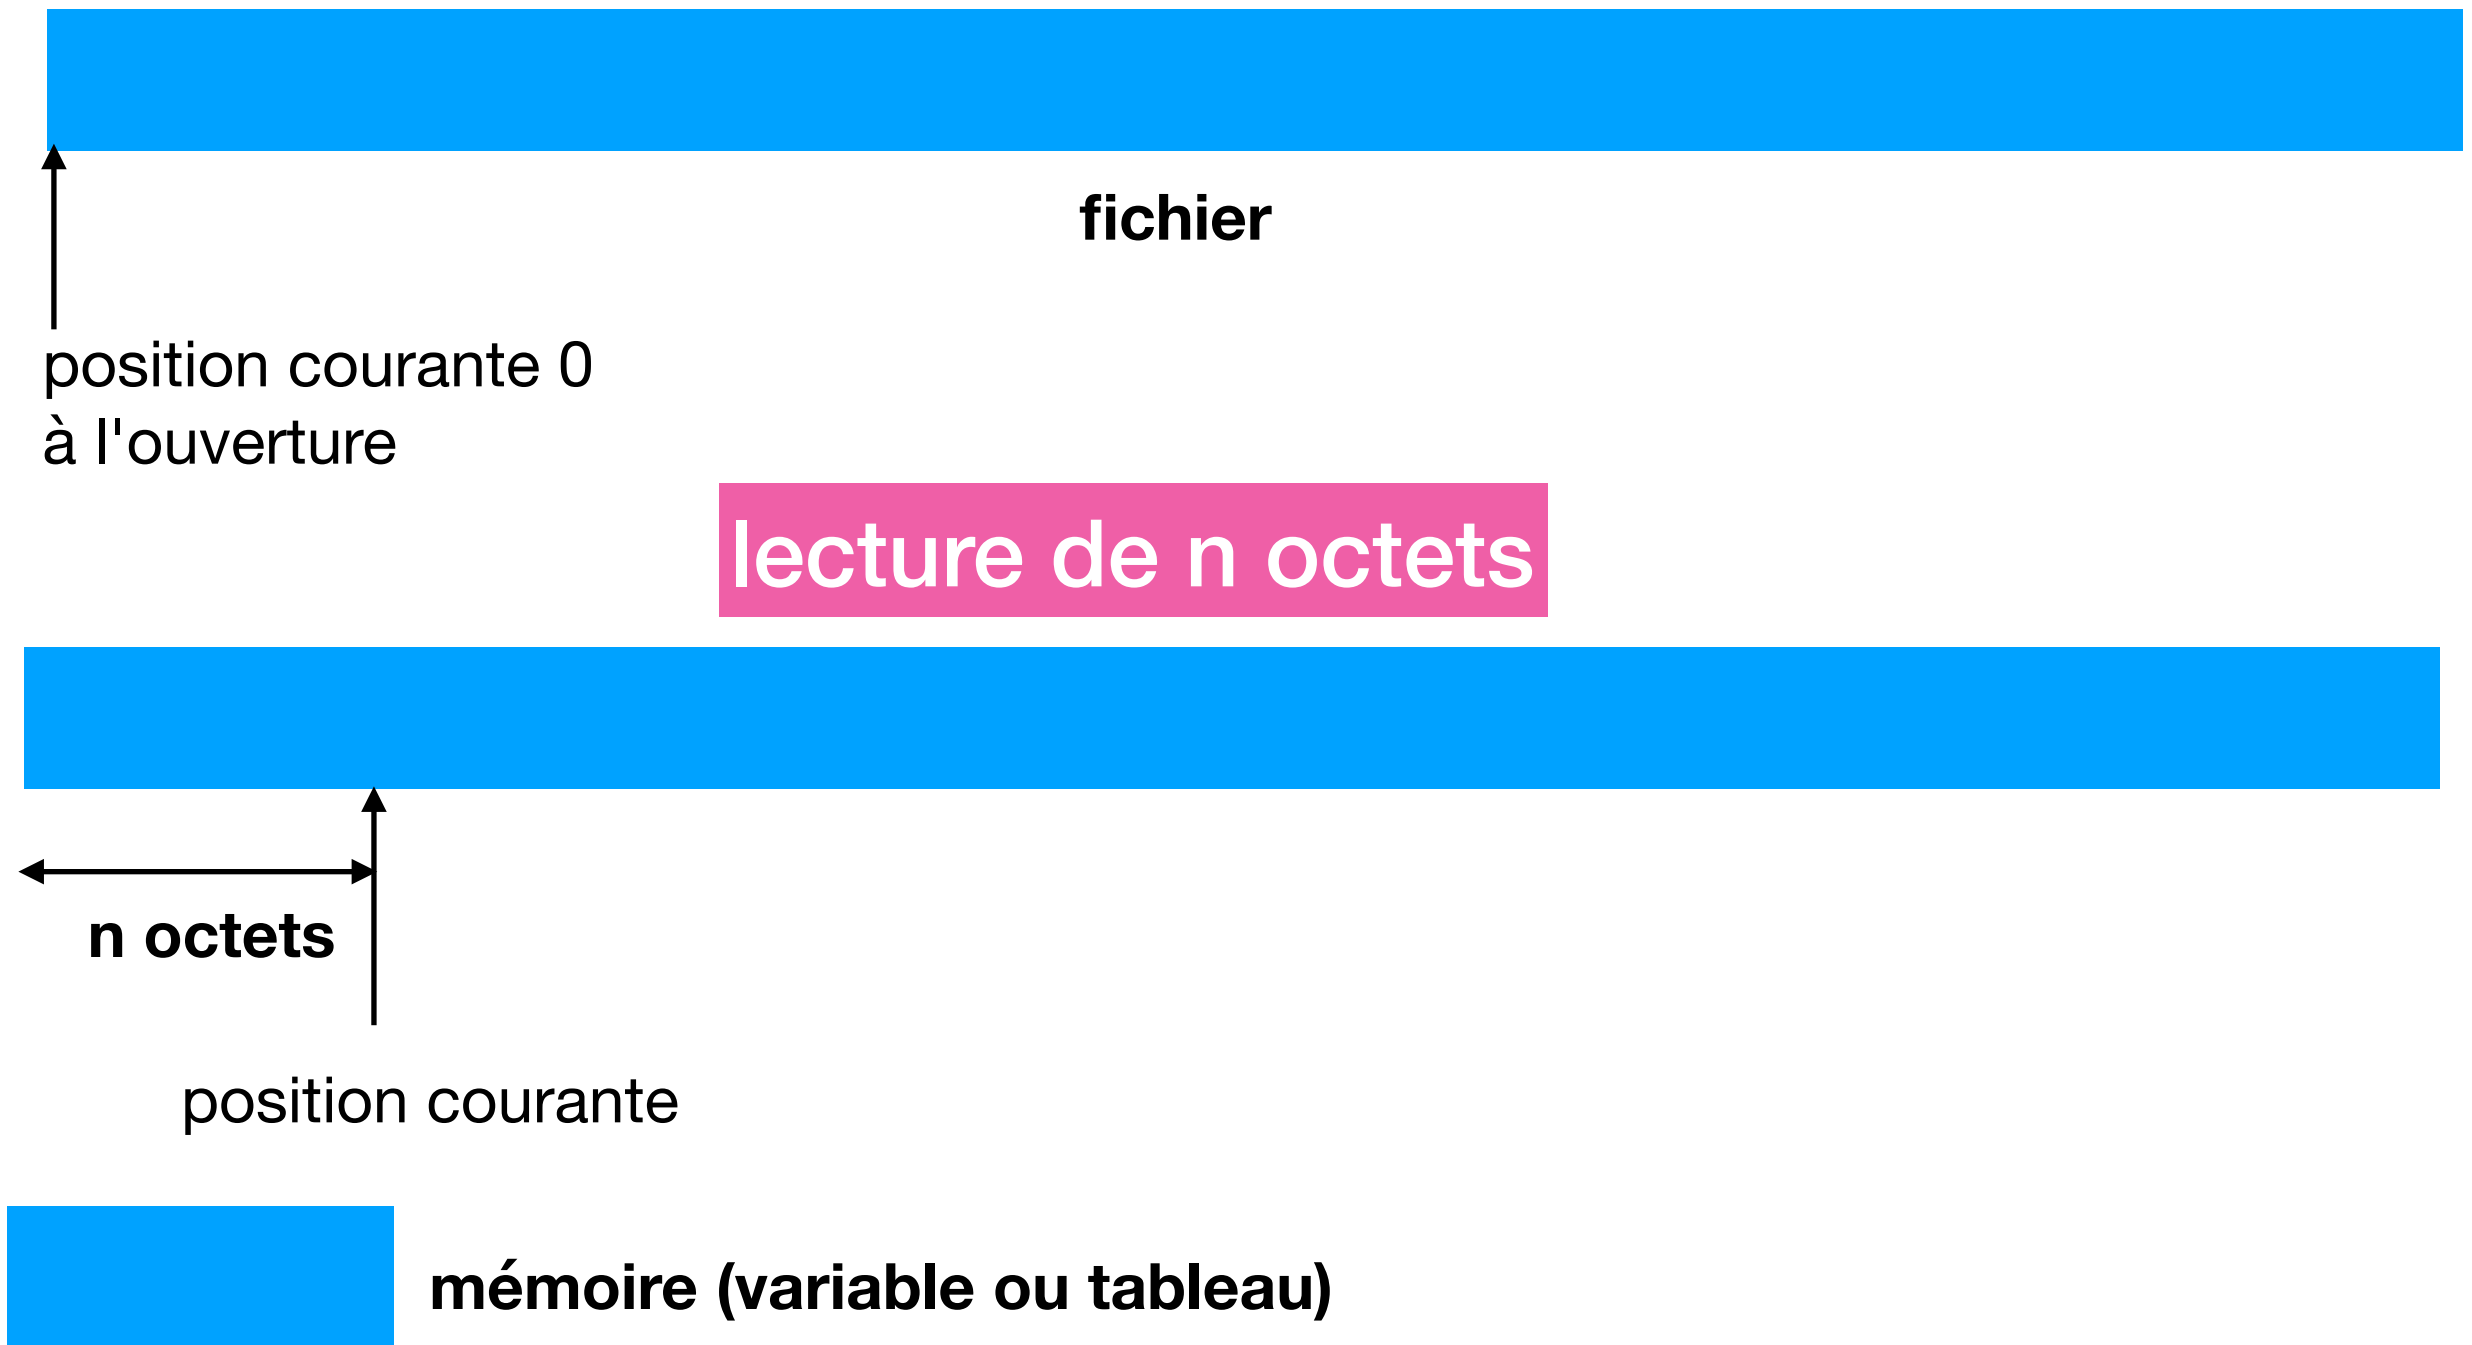 fichier
position courante 0
à l'ouverture
lecture de n octets
n octets
position courante
mémoire (variable ou tableau)